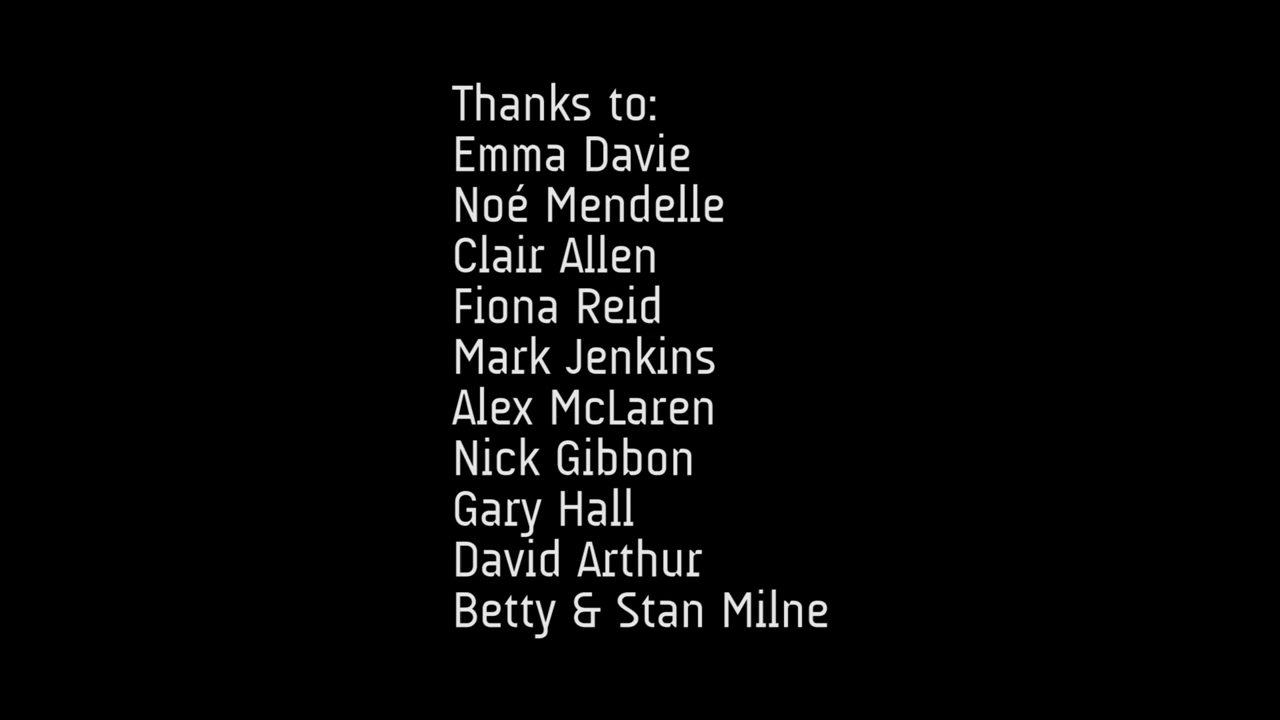 Thanks to:
Emma Davie
Noé Mendelle
Clair Allen
Fiona Reid
Mark Jenkins
Alex McLaren
Nick Gibbon
Gary Hall
David Arthur
Betty & Stan Milne